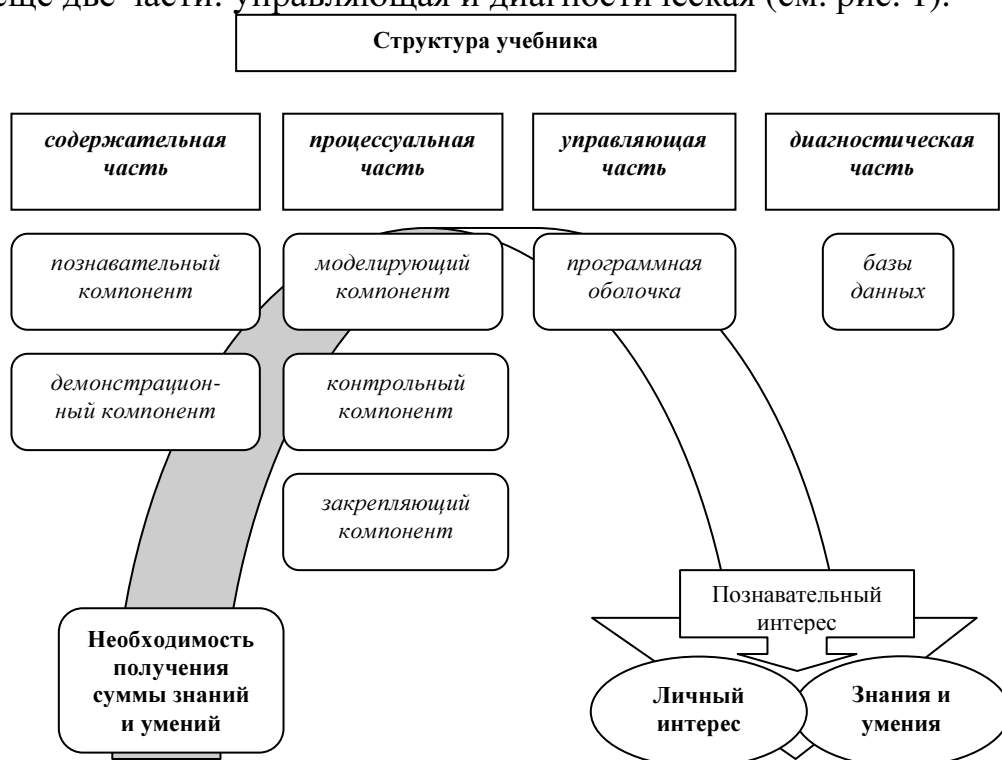 еще две части: управляющая и диагностическая (см. рис. 1).
Структура учебника
содержательная
часть
процессуальная
часть
управляющая
часть
диагностическая
часть
познавательный
компонент
моделирующий
компонент
программная
оболочка
базы
данных
демонстрацион-
ный компонент
контрольный
компонент
закрепляющий
компонент
Необходимость
получения
суммы знаний
и умений
Познавательный
интерес
Личный
интерес
Знания и
умения